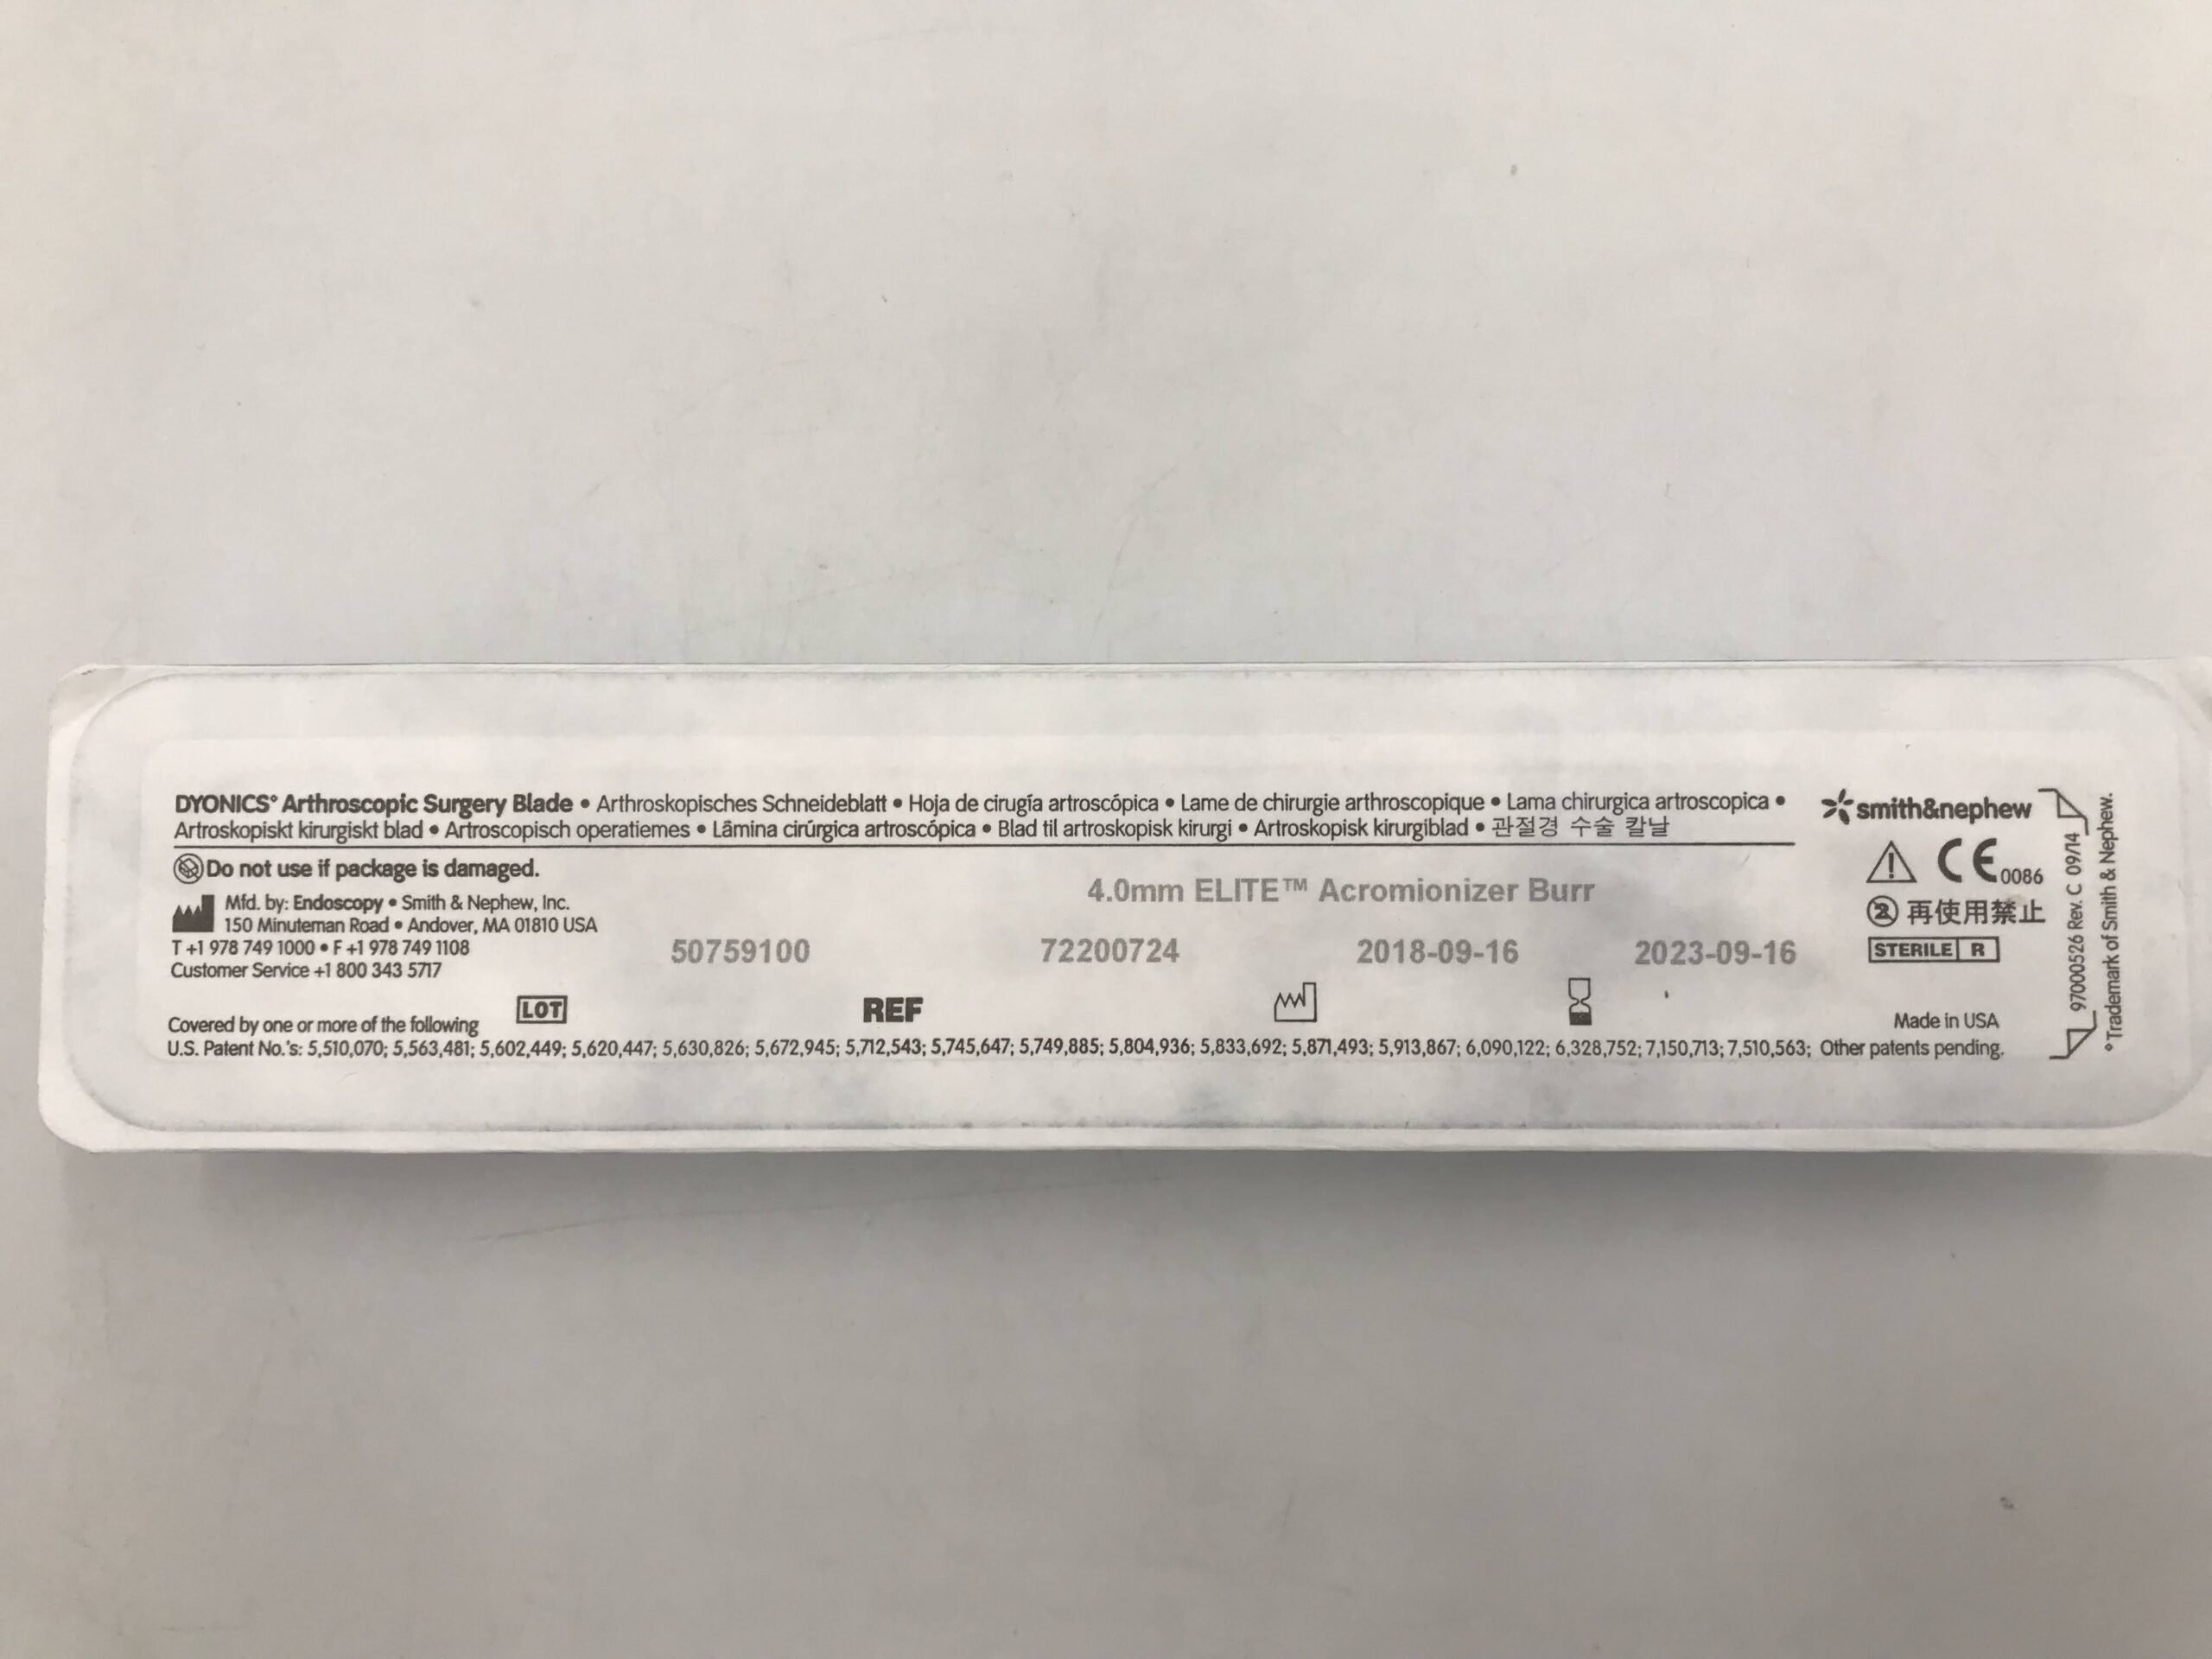 DYONICS° Arthroscopic Surgery Blade • Arthroskopisches Schneideblatt • Hoja de cirugía artroscópica • Lame de chirurgie arthroscopique • Lama chirurgica artroscopica •
Artroskopiskt kirurgiskt blad • Artroscopisch operatiemes • Lâmina cirúrgica artroscópica • Blad til artroskopisk kirurgi • Artroskopisk kirurgiblad • 관절경 수술 칼날
smith&nephew
Do not use if package is damaged.
4.0mm ELITE™ Acromionizer Burr
CE 0086
Mfd. by: Endoscopy • Smith & Nephew, Inc.
150 Minuteman Road • Andover, MA 01810 USA
2 再使用禁止
T +1 978 749 1000 • F +1 978 749 1108
Customer Service +1 800 343 5717
50759100 72200724 2018-09-16 2023-09-16
STERILE R
LOT REF
Made in USA
Covered by one or more of the following
U.S. Patent No.'s: 5,510,070; 5,563,481; 5,602,449; 5,620,447; 5,630,826; 5,672,945; 5,712,543; 5,745,647; 5,749,885; 5,804,936; 5,833,692; 5,871,493; 5,913,867; 6,090,122; 6,328,752; 7,150,713; 7,510,563; Other patents pending.
97000526 Rev. C 09/14
°Trademark of Smith & Nephew.